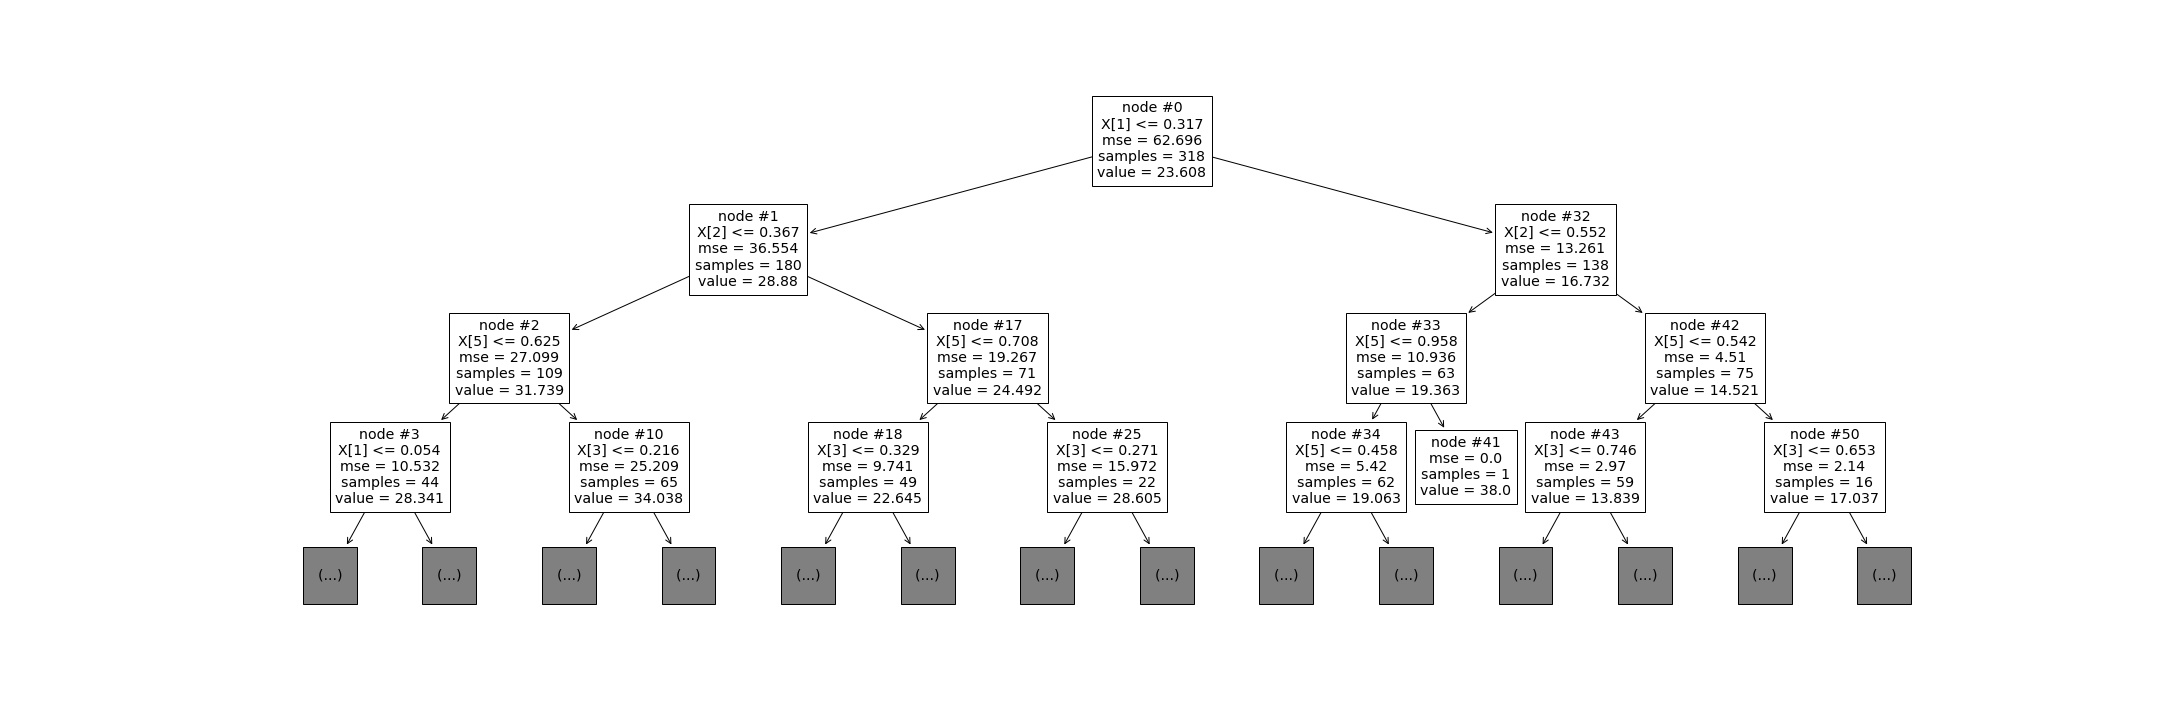 node #0
X[1] <= 0.317
mse = 62.696
samples = 318
value = 23.608
node #1
X[2] <= 0.367
mse = 36.554
samples = 180
value = 28.88
node #32
X[2] <= 0.552
mse = 13.261
samples = 138
value = 16.732
node #2
X[5] <= 0.625
mse = 27.099
samples = 109
value = 31.739
node #17
X[5] <= 0.708
mse = 19.267
samples = 71
value = 24.492
node #33
X[5] <= 0.958
mse = 10.936
samples = 63
value = 19.363
node #42
X[5] <= 0.542
mse = 4.51
samples = 75
value = 14.521
node #3
X[1] <= 0.054
mse = 10.532
samples = 44
value = 28.341
node #10
X[3] <= 0.216
mse = 25.209
samples = 65
value = 34.038
node #18
X[3] <= 0.329
mse = 9.741
samples = 49
value = 22.645
node #25
X[3] <= 0.271
mse = 15.972
samples = 22
value = 28.605
node #34
X[5] <= 0.458
mse = 5.42
samples = 62
value = 19.063
node #41
mse = 0.0
samples = 1
value = 38.0
node #43
X[3] <= 0.746
mse = 2.97
samples = 59
value = 13.839
node #50
X[3] <= 0.653
mse = 2.14
samples = 16
value = 17.037
(...)
(...)
(...)
(...)
(...)
(...)
(...)
(...)
(...)
(...)
(...)
(...)
(...)
(...)